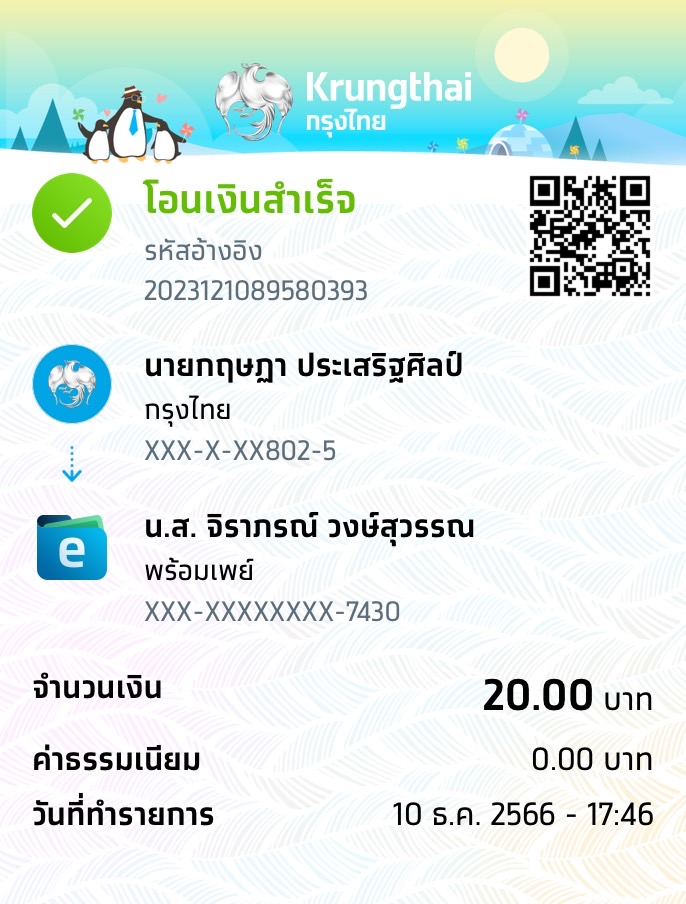 Krungthai
กรุงไทย
โอนเงินสำเร็จ
รหัสอ้างอิง
2023121089580393
นายกฤษฏา ประเสริฐศิลป์
กรุงไทย
XXX-X-XX802-5
e
น.ส. จิราภรณ์ วงษ์สุวรรณ
พร้อมเพย์
XXX-XXXXXXXX-7430
จำนวนเงิน 20.00 บาท
ค่าธรรมเนียม 0.00 บาท
วันที่ทำรายการ 10 ธ.ค. 2566 - 17:46